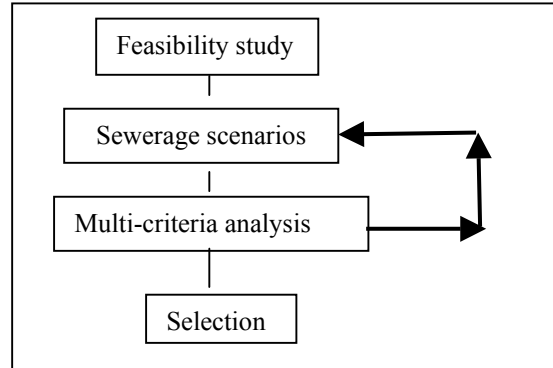 Feasibility study
Sewerage scenarios
Multi-criteria analysis
Selection